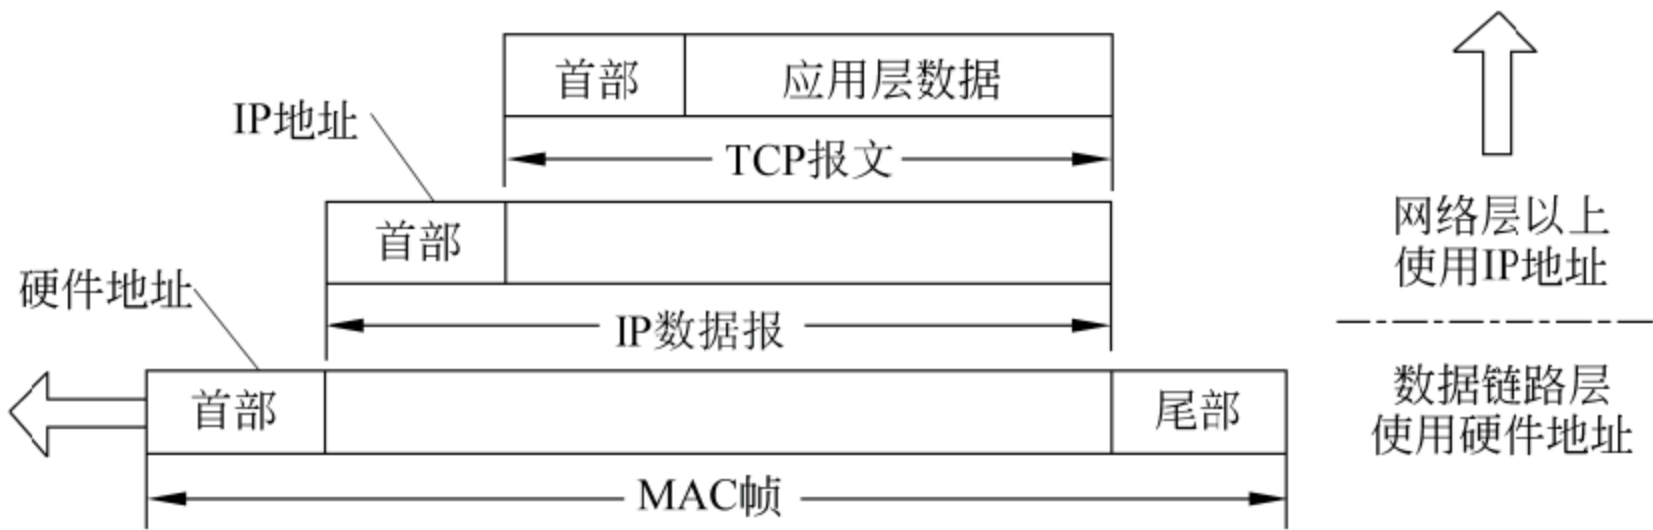 首部 应用层数据
IP地址
TCP报文
首部
网络层以上
使用IP地址
硬件地址
IP数据报
首部 尾部
数据链路层
使用硬件地址
MAC帧